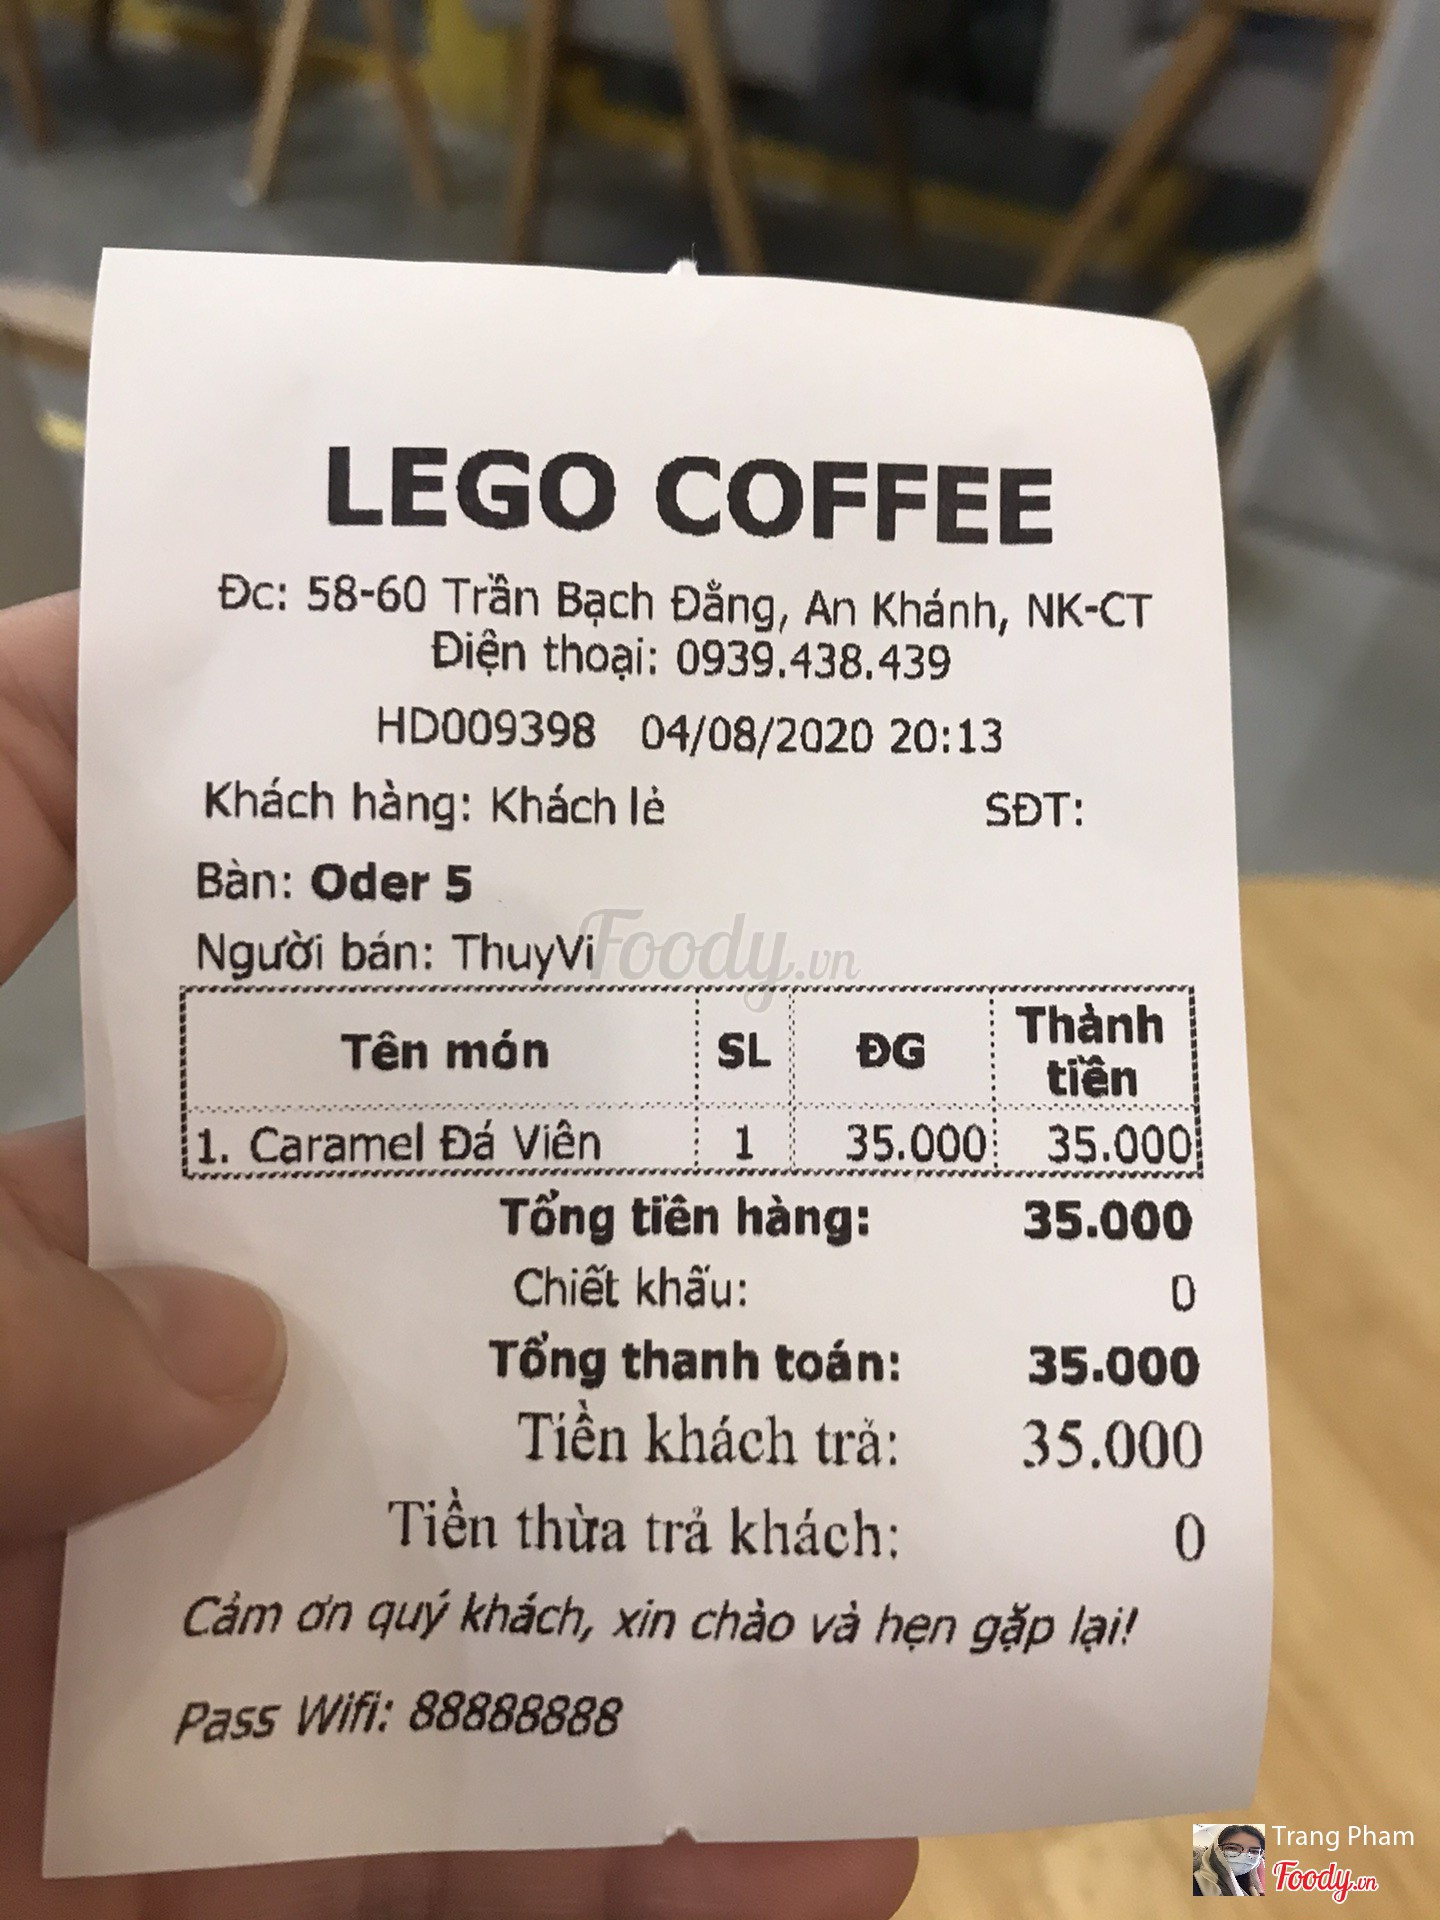 LEGO COFFEE
Đc: 58-60 Trần Bạch Đằng, An Khánh, NK-CT
Điện thoại: 0939.438.439
HD009398 04/08/2020 20:13
Khách hàng: Khách lẻ SĐT:
Bàn: Oder 5
Người bán: ThuyVi
Foody.vn
Tên món SL ĐG Thành tiền
1. Caramel Đá Viên 1 35.000 35.000
Tổng tiền hàng: 35.000
Chiết khấu: 0
Tổng thanh toán: 35.000
Tiền khách trả: 35.000
Tiền thừa trả khách: 0
Cảm ơn quý khách, xin chào và hẹn gặp lại!
Pass Wifi: 88888888
Trang Pham
Foody.vn